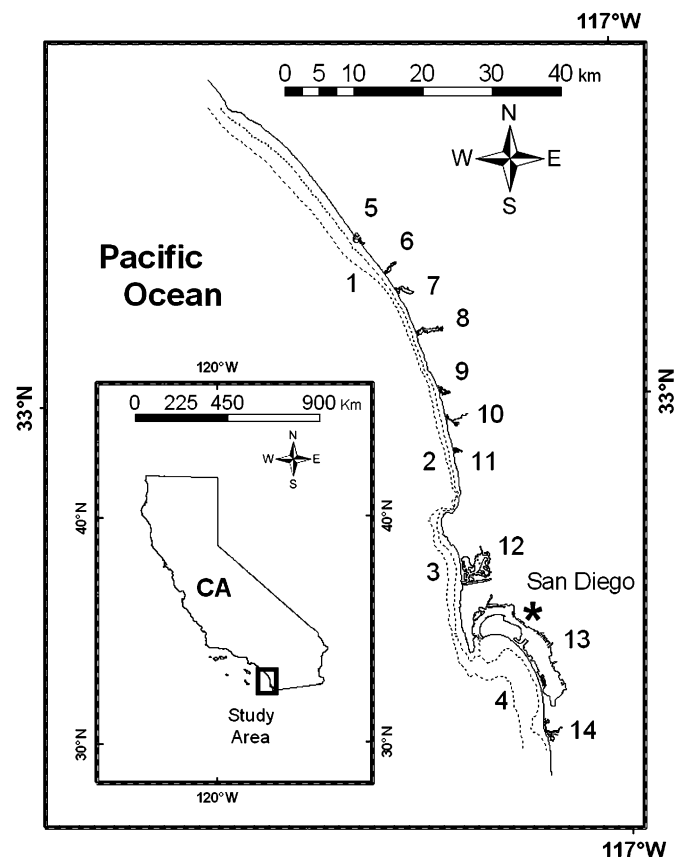 117°W
0 5 10 20 30 40 km
N
W E
S
5
6
Pacific
Ocean
1
7
8
120°W
33°N
9
33°N
0 225 450 900 Km
10
N
W E
S
2
11
40°N
40°N
12
3
San Diego
CA
*
13
4
Study
Area
14
30°N
30°N
120°W
117°W